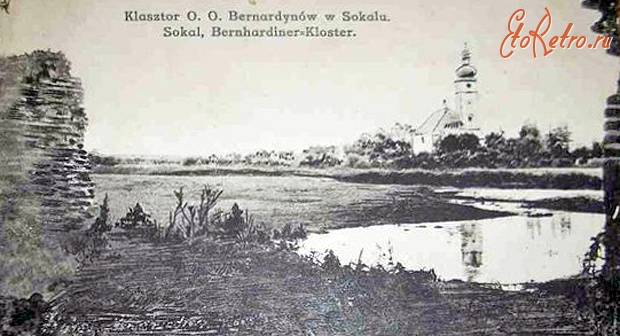 EtoRetro.ru
Klasztor O. O. Bernardynów w Sokalu.
Sokal, Bernhardiner=Kloster.